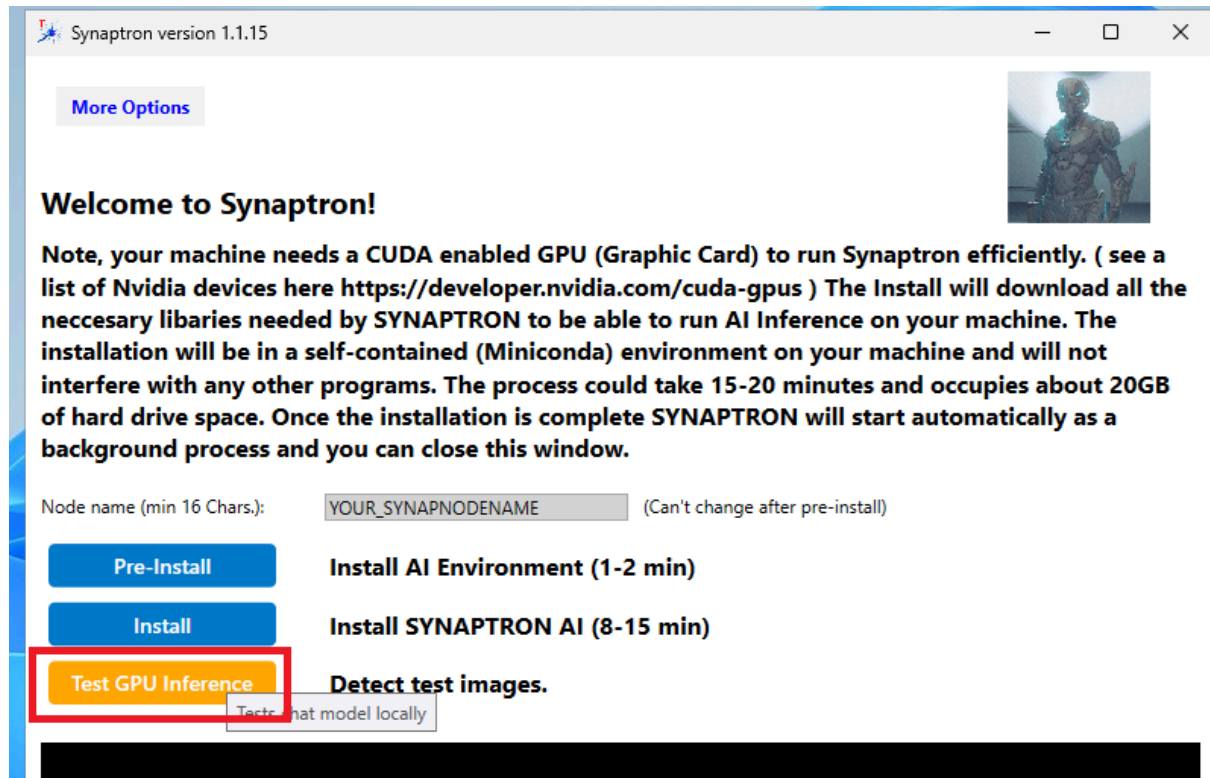 Synaptron version 1.1.15
More Options
Welcome to Synaptron!
Note, your machine needs a CUDA enabled GPU (Graphic Card) to run Synaptron efficiently. ( see a
list of Nvidia devices here https://developer.nvidia.com/cuda-gpus ) The Install will download all the
neccesary libaries needed by SYNAPTRON to be able to run AI Inference on your machine. The
installation will be in a self-contained (Miniconda) environment on your machine and will not
interfere with any other programs. The process could take 15-20 minutes and occupies about 20GB
of hard drive space. Once the installation is complete SYNAPTRON will start automatically as a
background process and you can close this window.
Node name (min 16 Chars.): YOUR_SYNAPNODENAME (Can't change after pre-install)
Pre-Install Install AI Environment (1-2 min)
Install Install SYNAPTRON AI (8-15 min)
Test GPU Inference Detect test images.
Tests chat model locally